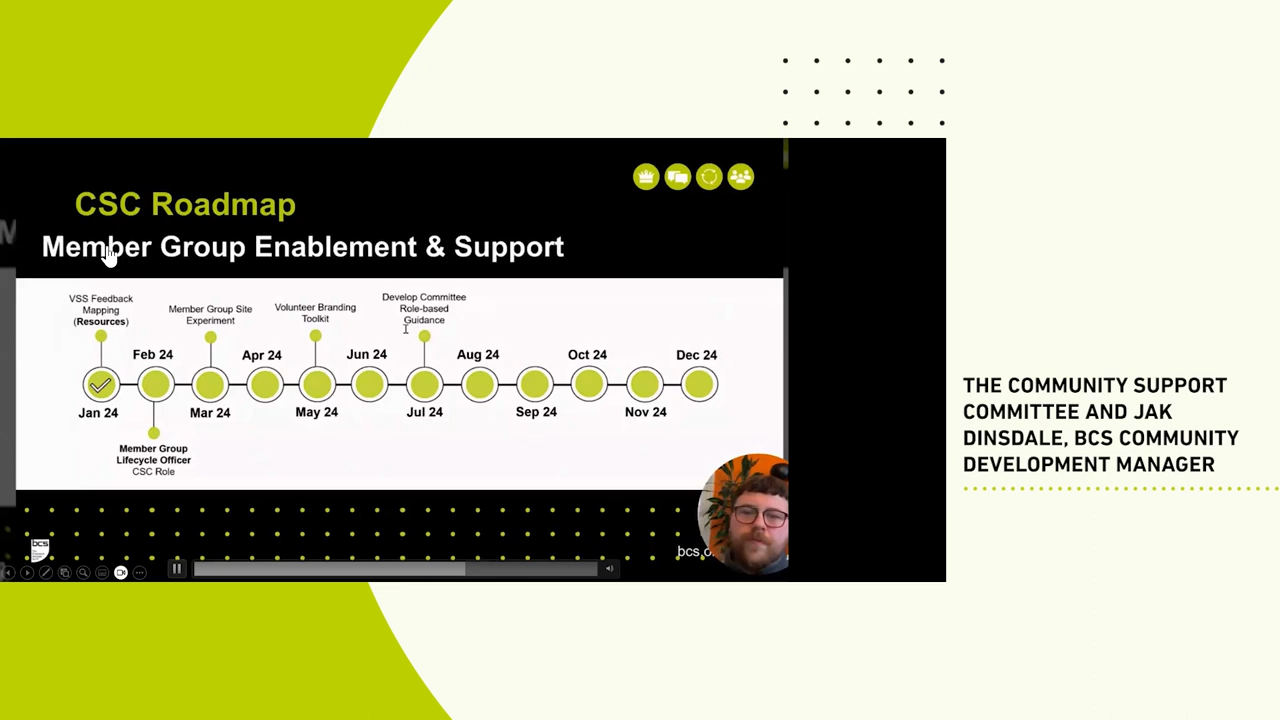 CSC Roadmap
Member Group Enablement & Support
VSS Feedback
Mapping
(Resources)
Member Group Site
Experiment
Volunteer Branding
Toolkit
Develop Committee
Role-based
Guidance
Feb 24
Apr 24
Jun 24
Aug 24
Oct 24
Dec 24
Jan 24
Mar 24
May 24
Jul 24
Sep 24
Nov 24
Member Group
Lifecycle Officer
CSC Role
bcs
bcs.o
THE COMMUNITY SUPPORT
COMMITTEE AND JAK
DINSDALE, BCS COMMUNITY
DEVELOPMENT MANAGER